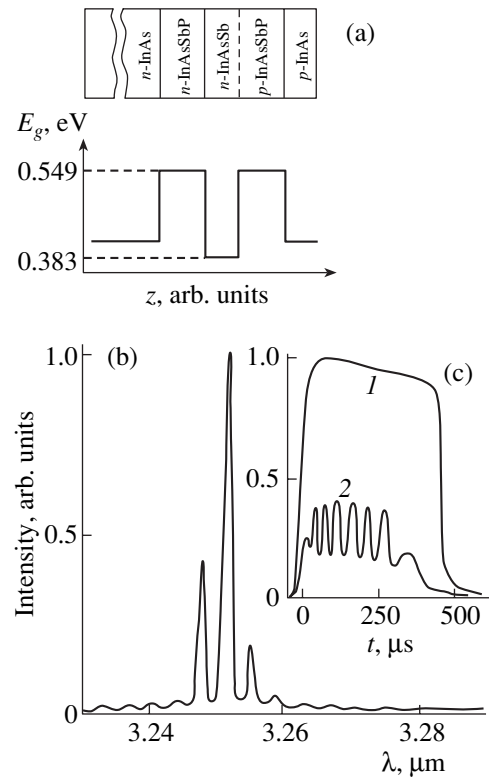 (a)
n-InAs
n-InAsSbP
n-InAsSb
p-InAsSbP
p-InAs
E_g, eV
0.549
0.383
z, arb. units
(b)
Intensity, arb. units
1.0
0.5
0
3.24 3.26 3.28
λ, μm
(c)
1.0
0.5
0
1
2
0 250 500
t, μs